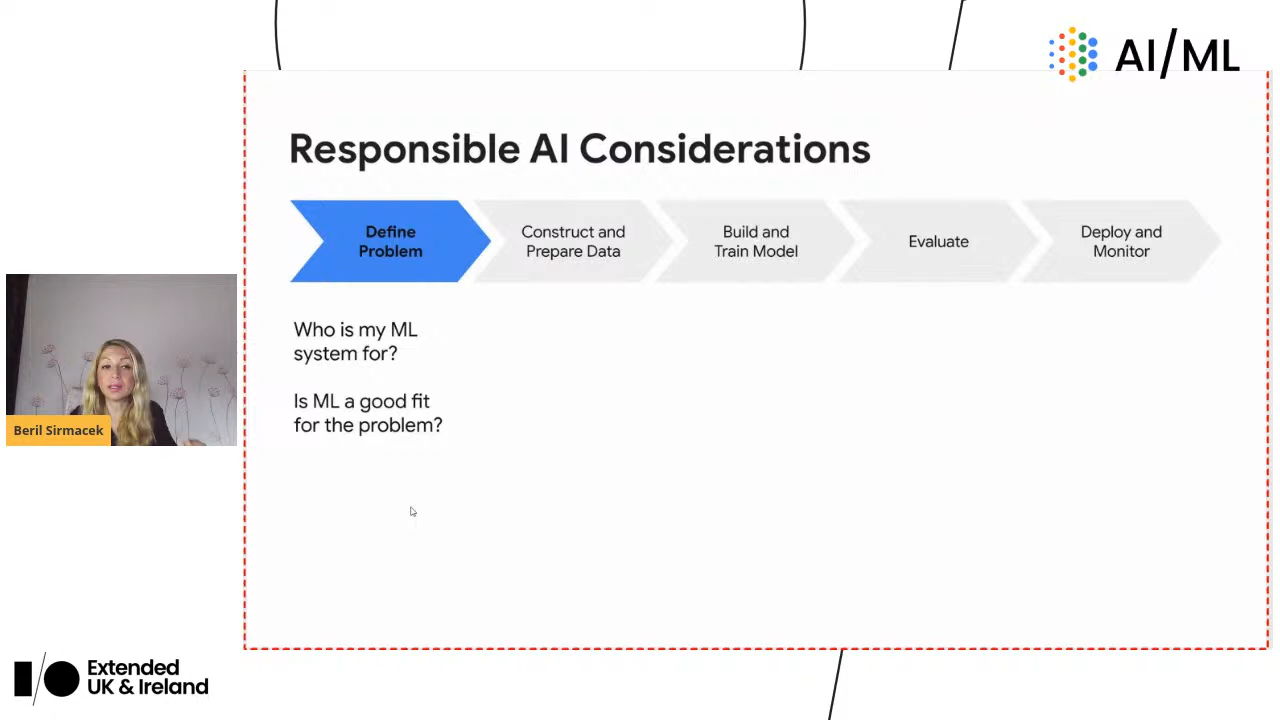 AI/ML
Responsible AI Considerations
Define
Problem
Construct and
Prepare Data
Build and
Train Model
Evaluate
Deploy and
Monitor
Who is my ML
system for?
Is ML a good fit
for the problem?
Beril Sirmacek
I/O
Extended
UK & Ireland